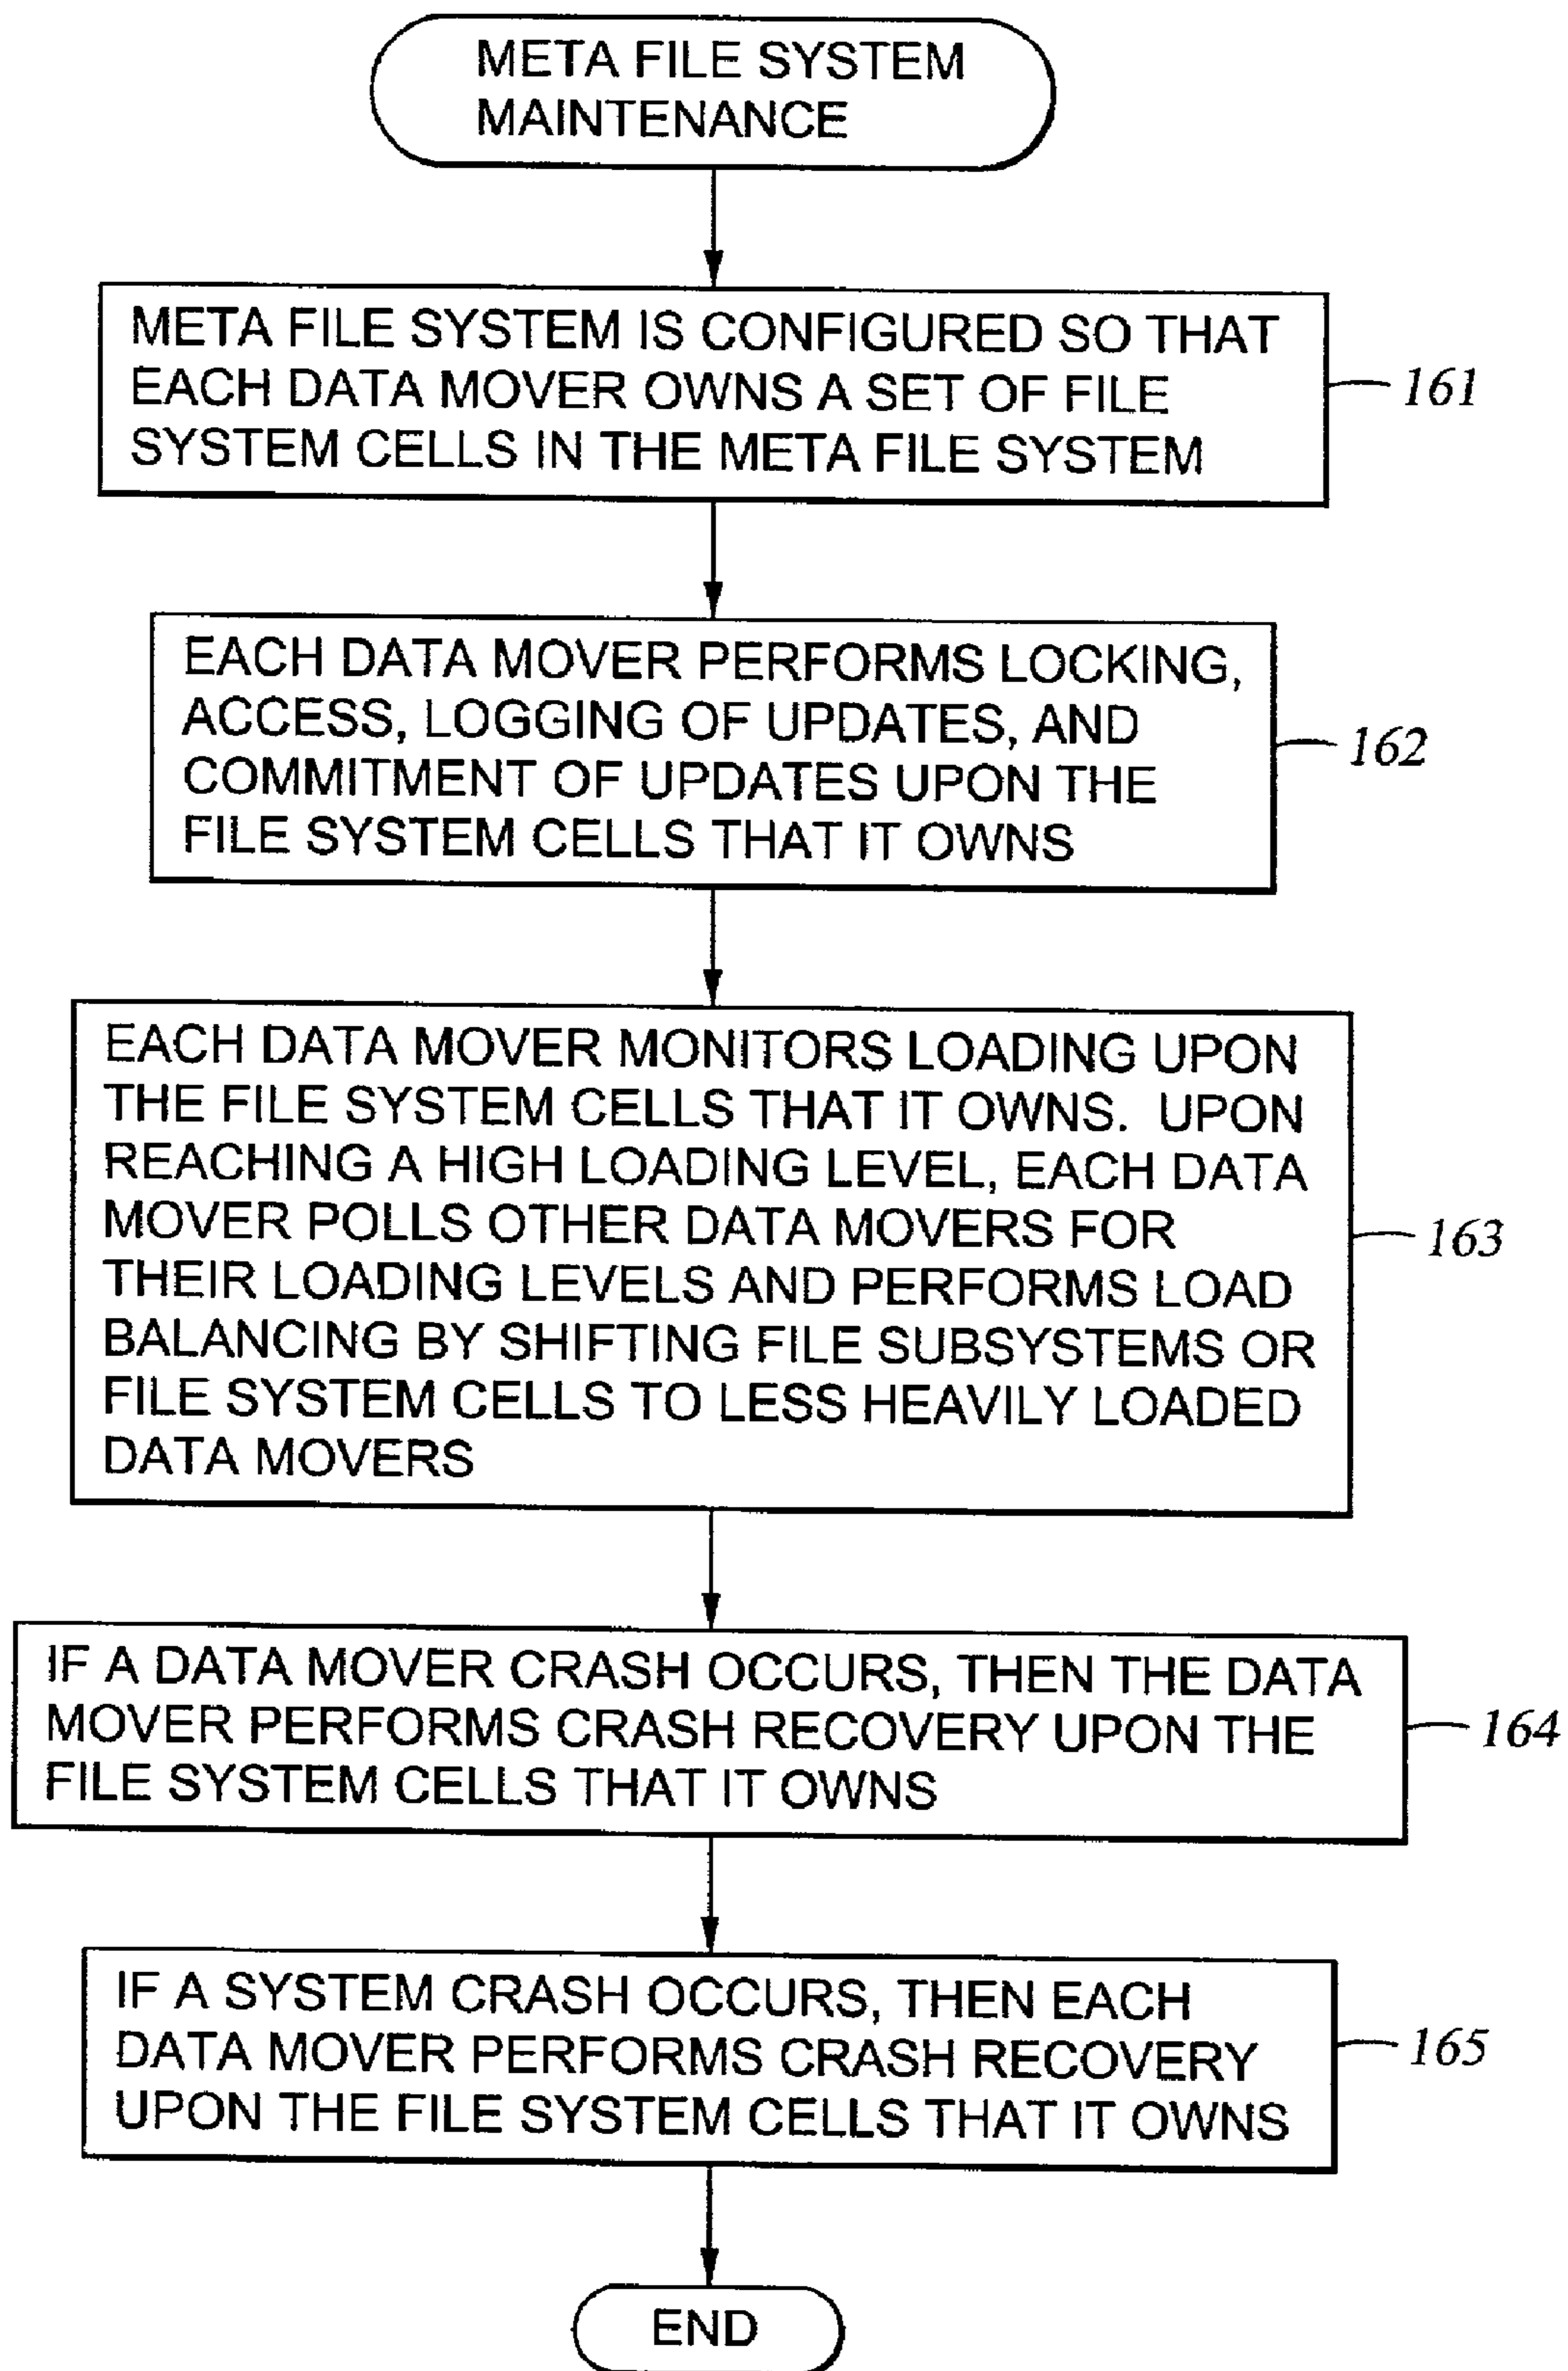 META FILE SYSTEM
MAINTENANCE
META FILE SYSTEM IS CONFIGURED SO THAT
EACH DATA MOVER OWNS A SET OF FILE
SYSTEM CELLS IN THE META FILE SYSTEM
161
EACH DATA MOVER PERFORMS LOCKING,
ACCESS, LOGGING OF UPDATES, AND
COMMITMENT OF UPDATES UPON THE
FILE SYSTEM CELLS THAT IT OWNS
162
EACH DATA MOVER MONITORS LOADING UPON
THE FILE SYSTEM CELLS THAT IT OWNS. UPON
REACHING A HIGH LOADING LEVEL, EACH DATA
MOVER POLLS OTHER DATA MOVERS FOR
THEIR LOADING LEVELS AND PERFORMS LOAD
BALANCING BY SHIFTING FILE SUBSYSTEMS OR
FILE SYSTEM CELLS TO LESS HEAVILY LOADED
DATA MOVERS
163
IF A DATA MOVER CRASH OCCURS, THEN THE DATA
MOVER PERFORMS CRASH RECOVERY UPON THE
FILE SYSTEM CELLS THAT IT OWNS
164
IF A SYSTEM CRASH OCCURS, THEN EACH
DATA MOVER PERFORMS CRASH RECOVERY
UPON THE FILE SYSTEM CELLS THAT IT OWNS
165
END